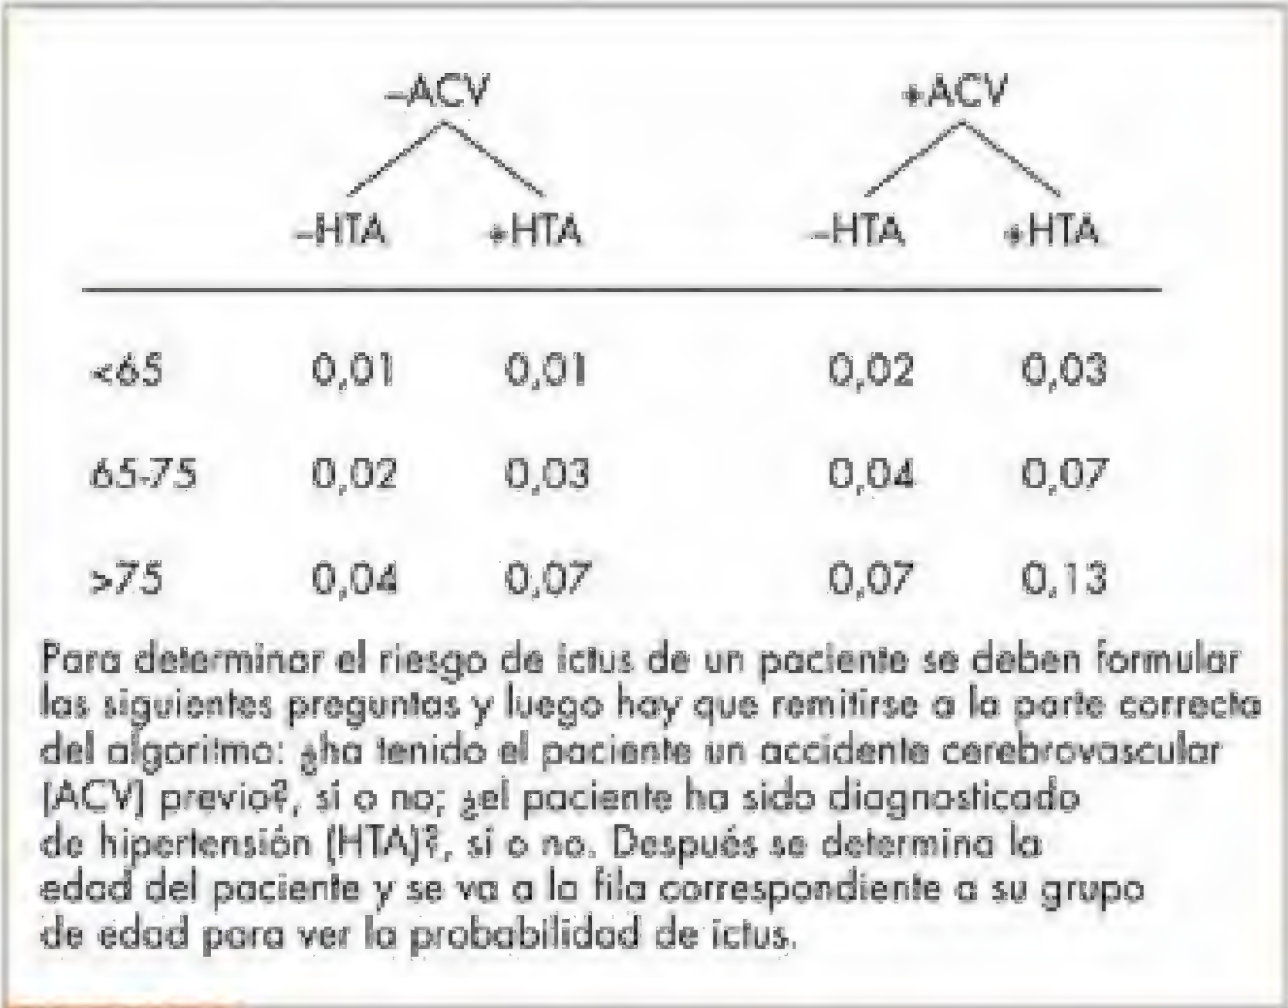 –ACV +ACV
–HTA +HTA –HTA +HTA
<65 0,01 0,01 0,02 0,03
65-75 0,02 0,03 0,04 0,07
>75 0,04 0,07 0,07 0,13
Para determinar el riesgo de ictus de un paciente se deben formular
las siguientes preguntas y luego hay que remitirse a la parte correcta
del algoritmo: ¿ha tenido el paciente un accidente cerebrovascular
(ACV) previo?, sí o no; ¿el paciente ha sido diagnosticado
de hipertensión (HTA)?, sí o no. Después se determina la
edad del paciente y se va a la fila correspondiente a su grupo
de edad para ver la probabilidad de ictus.